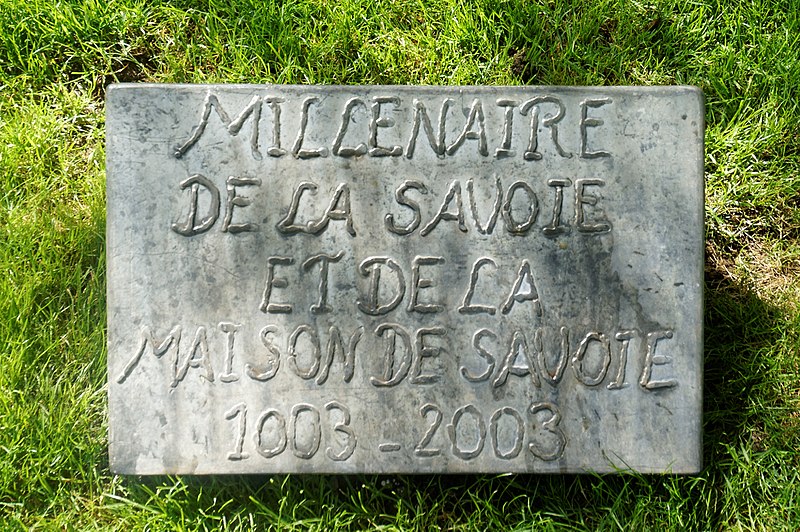 MILLENAIRE
DE LA SAVOIE
ET DE LA
MAISON DE SAVOIE
1003-2003